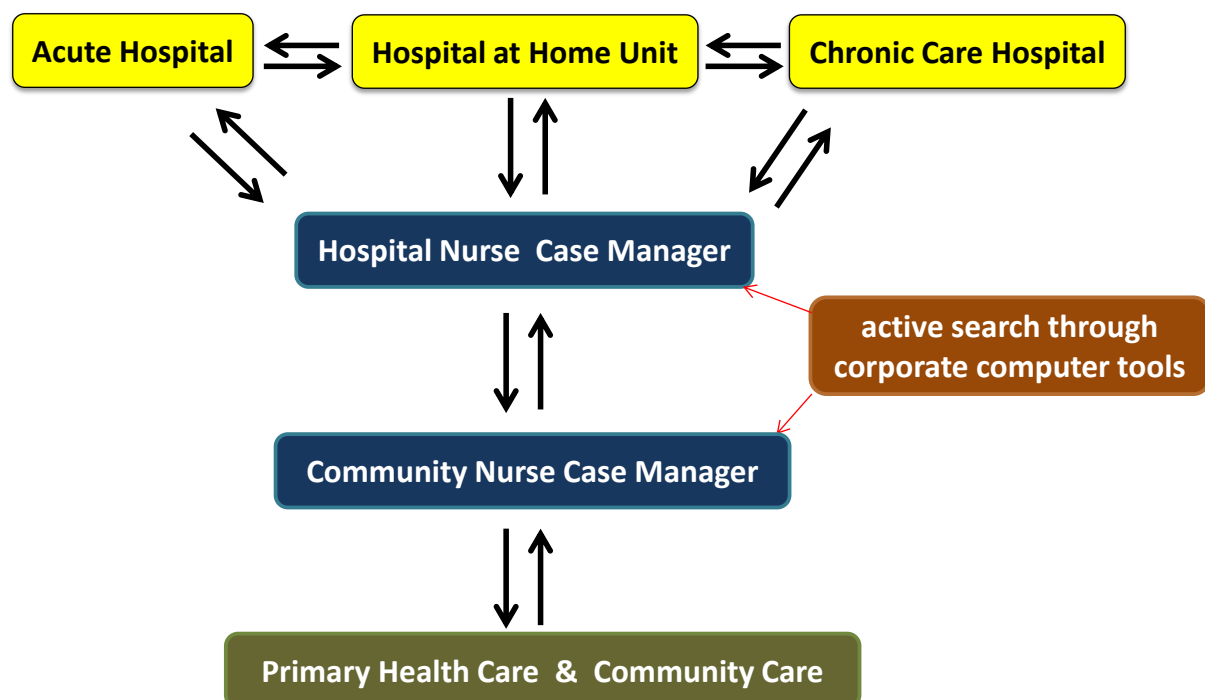 Acute Hospital
Hospital at Home Unit
Chronic Care Hospital
Hospital Nurse  Case Manager
active search through
corporate computer tools
Community Nurse Case Manager
Primary Health Care  &  Community Care